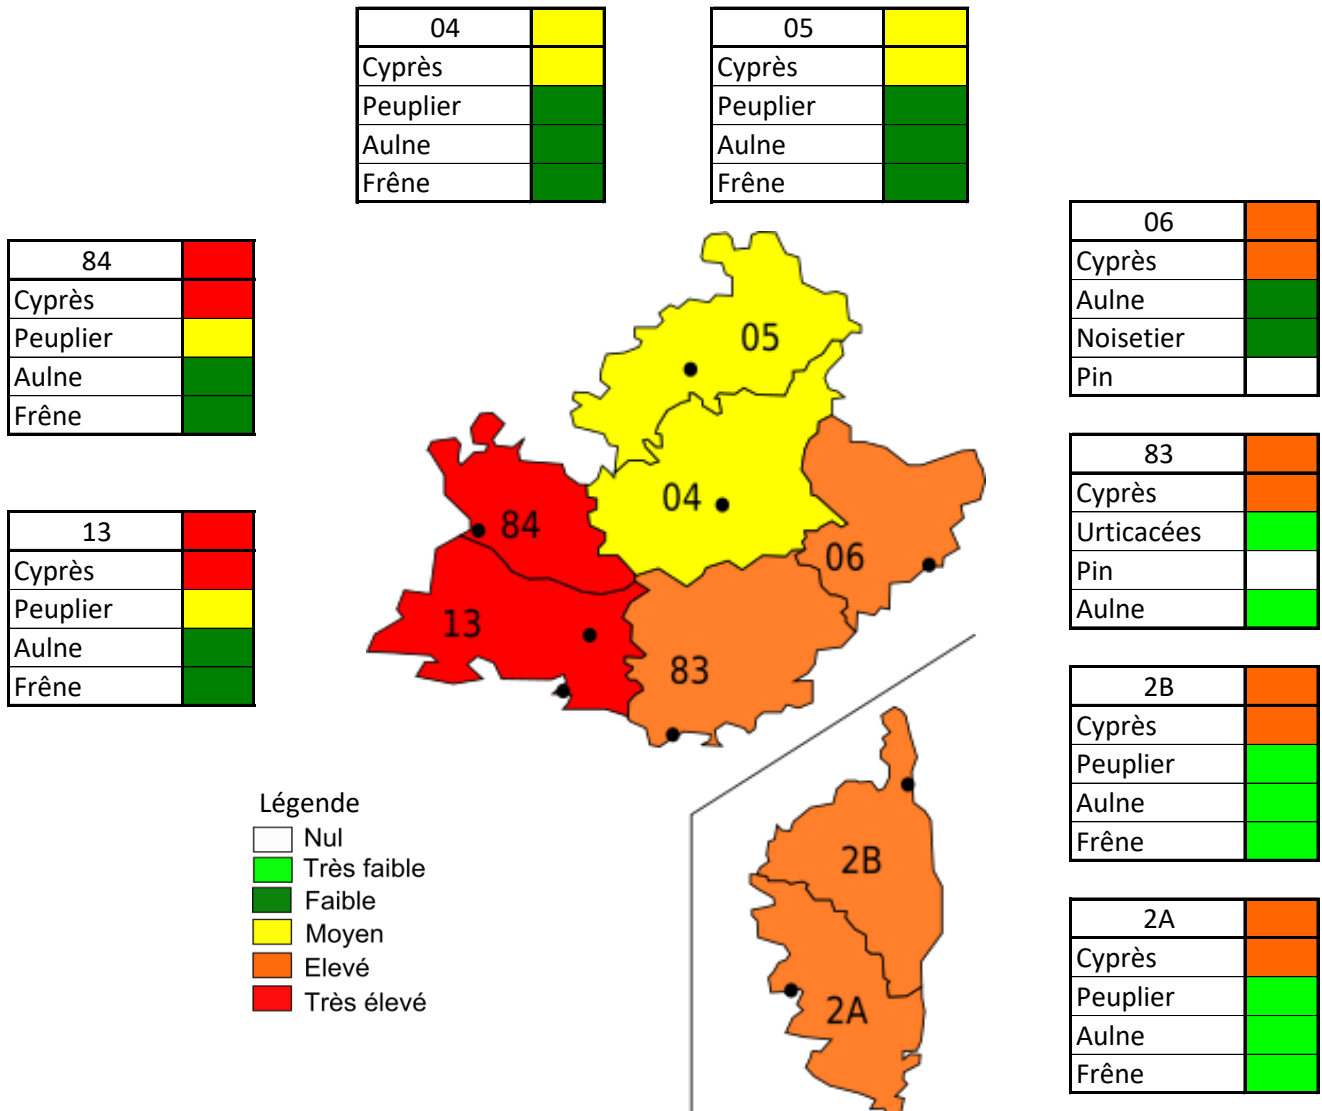 04
Cyprès
Peuplier
Aulne
Frêne
05
Cyprès
Peuplier
Aulne
Frêne
84
Cyprès
Peuplier
Aulne
Frêne
13
Cyprès
Peuplier
Aulne
Frêne
05
04
84
06
13
83
2B
2A
06
Cyprès
Aulne
Noisetier
Pin
83
Cyprès
Urticacées
Pin
Aulne
2B
Cyprès
Peuplier
Aulne
Frêne
2A
Cyprès
Peuplier
Aulne
Frêne
Légende
Nul
Très faible
Faible
Moyen
Elevé
Très élevé